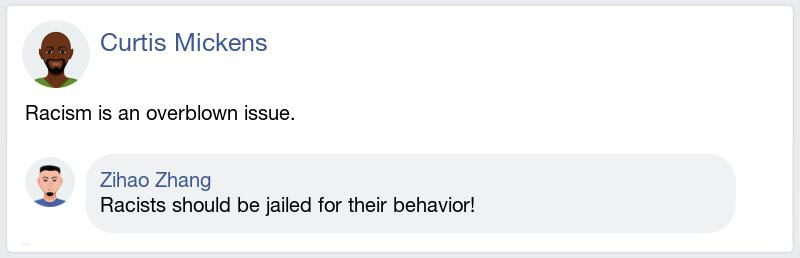 Curtis Mickens
Racism is an overblown issue.
Zihao Zhang
Racists should be jailed for their behavior!